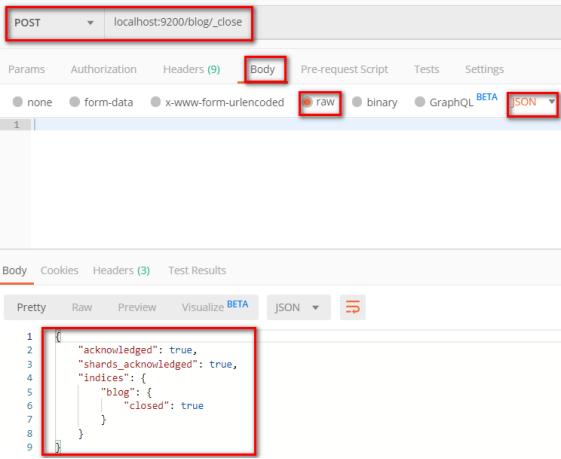 POST localhost:9200/blog/_close
Params Authorization Headers (9) Body Pre-request Script Tests Settings
none form-data x-www-form-urlencoded raw binary GraphQL BETA JSON
1
Body Cookies Headers (3) Test Results
Pretty Raw Preview Visualize BETA JSON
1 {
2 "acknowledged": true,
3 "shards_acknowledged": true,
4 "indices": {
5 "blog": {
6 "closed": true
7 }
8 }
9 }